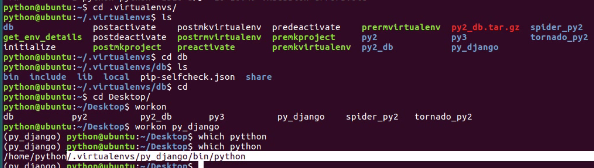 python@ubuntu:~$ cd .virtualenvs/
python@ubuntu:~/.virtualenvs$ ls
db postactivate postmkvirtualenv predeactivate prermvirtualenv py2_db.tar.gz spider_py2
get_env_details postdeactivate postrmvirtualenv premkproject py2 py3 tornado_py2
initialize postmkproject preactivate premkvirtualenv py2_db py_django
python@ubuntu:~/.virtualenvs$ cd db
python@ubuntu:~/.virtualenvs/db$ ls
bin include lib local pip-selfcheck.json share
python@ubuntu:~/.virtualenvs/db$ cd
python@ubuntu:~$ cd Desktop/
python@ubuntu:~/Desktop$ workon
db py2 py2_db py3 py_django spider_py2 tornado_py2
python@ubuntu:~/Desktop$ workon py_django
(py_django) python@ubuntu:~/Desktop$ which pytthon
(py_django) python@ubuntu:~/Desktop$ which python
/home/python/.virtualenvs/py_django/bin/python
(py_django) python@ubuntu:~/Desktop$